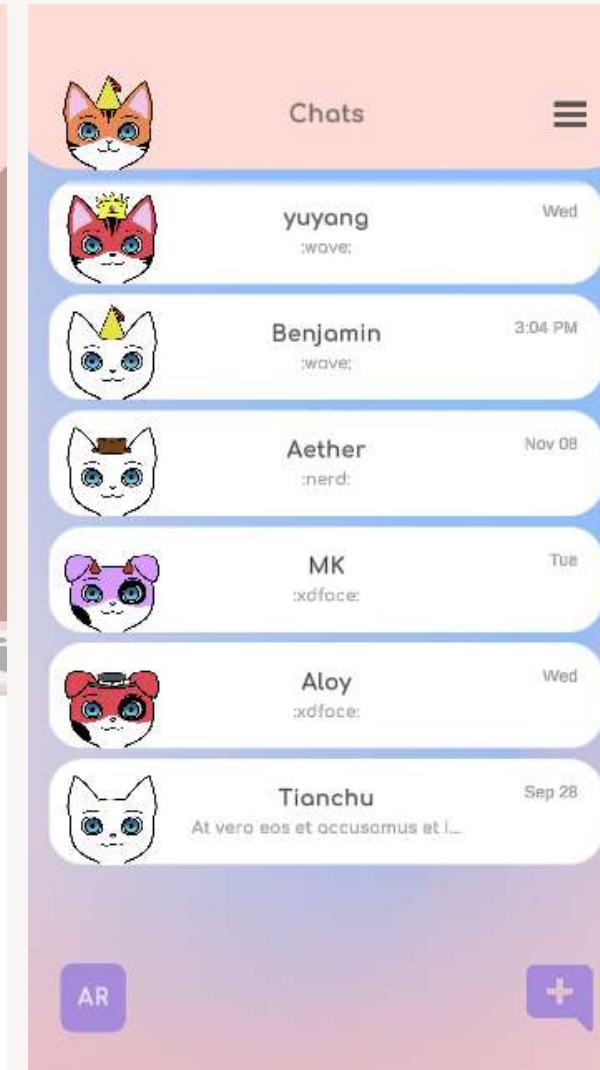 Chats
yuyang
Wed
:wave:
Benjamin
3:04 PM
:wave:
Aether
Nov 08
:nerd:
MK
Tue
:xdface:
Aloy
Wed
:xdface:
Tianchu
Sep 28
At vero eos et accusamus et i...
AR